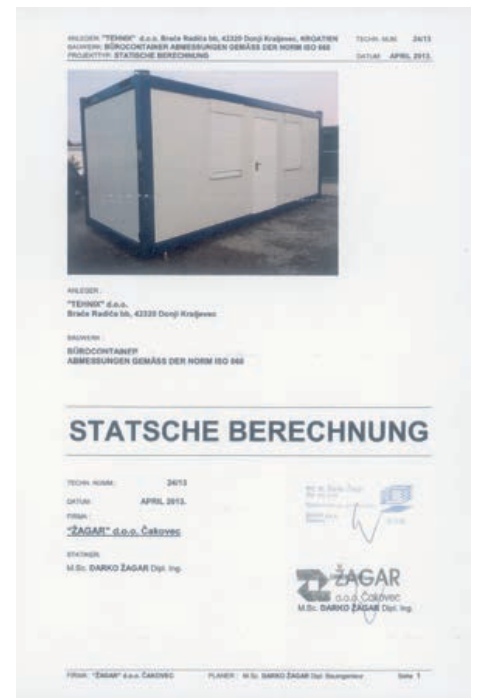 ANLEGER: "TEHNIX" d.o.o. Braće Radića bb, 42320 Donji Kraljevec, KROATIEN TECHN. NUM: 24/13
BAUWERK: BÜROCONTAINER ABMESSUNGEN GEMÄSS DER NORM ISO 668
PROJEKTTYP: STATISCHE BERECHNUNG DATUM: APRIL 2013.
ANLEGER :
"TEHNIX" d.o.o.
Braće Radića bb, 42320 Donji Kraljevec
BAUWERK :
BÜROCONTAINER
ABMESSUNGEN GEMÄSS DER NORM ISO 668
STATSCHE BERECHNUNG
TECHN. NUMM.: 24/13
DATUM: APRIL 2013.
FIRMA :
"ŽAGAR" d.o.o. Čakovec
STATIKER:
M.Sc. DARKO ŽAGAR Dipl. Ing.
ŽAGAR
d.o.o. Čakovec
M.Sc. DARKO ŽAGAR Dipl. Ing.
FIRMA: "ŽAGAR" d.o.o. ČAKOVEC PLANER : M.Sc. DARKO ŽAGAR Dipl. Bauingenieur Seite 1